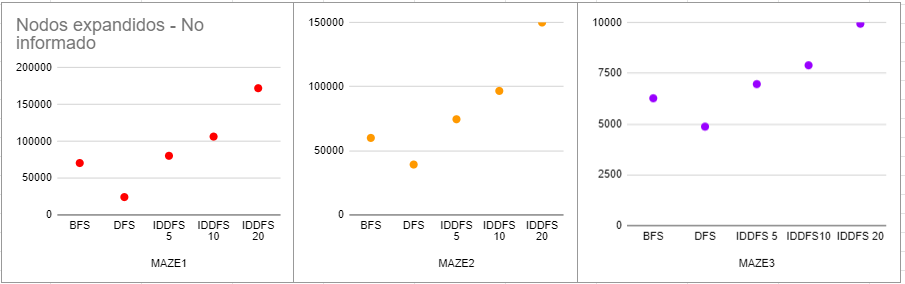 Nodos expandidos - No
informado
200000
150000
100000
50000
0
BFS
DFS
IDDFS
5
IDDFS
10
IDDFS
20
MAZE1
150000
100000
50000
0
BFS
DFS
IDDFS
5
IDDFS
10
IDDFS
20
MAZE2
10000
7500
5000
2500
0
BFS
DFS
IDDFS 5
IDDFS10
IDDFS 20
MAZE3